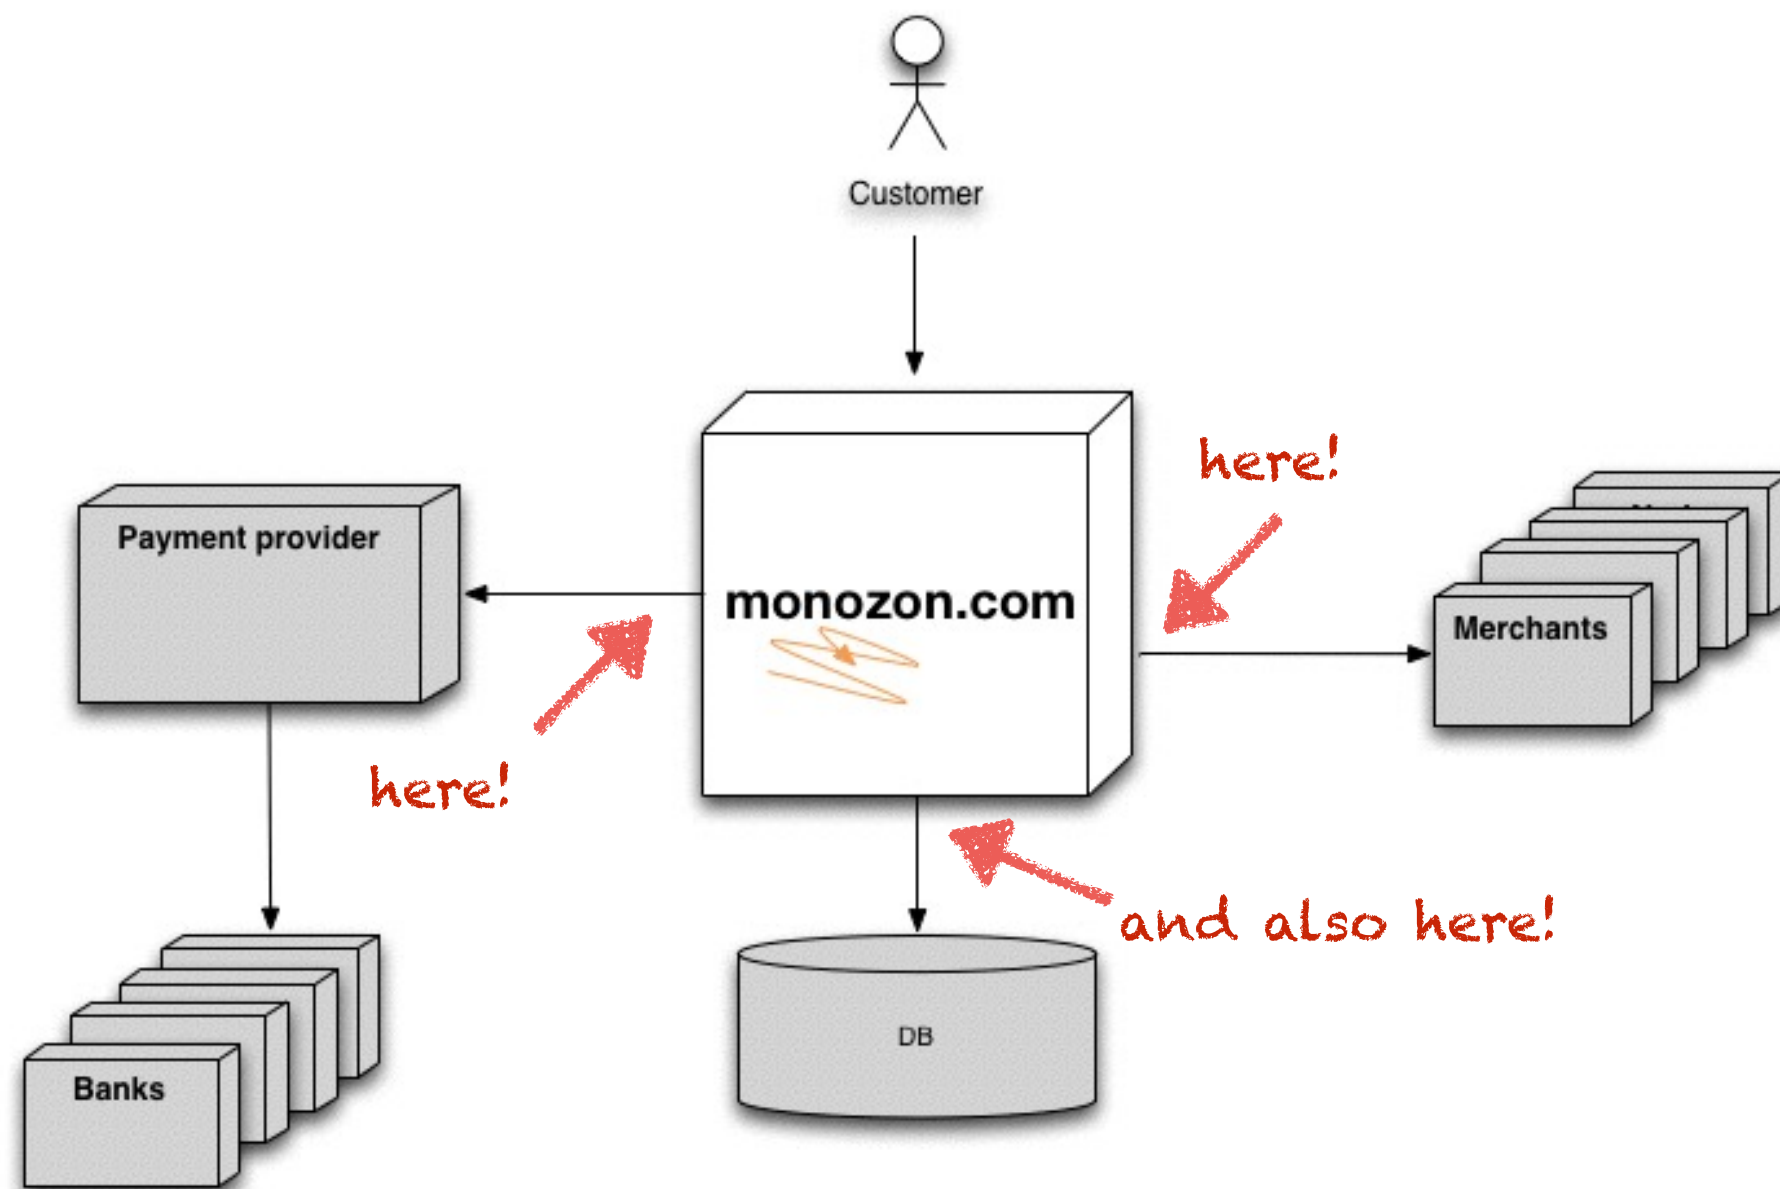 Customer
here!
Payment provider
monozon.com
Merchants
here!
and also here!
DB
Banks